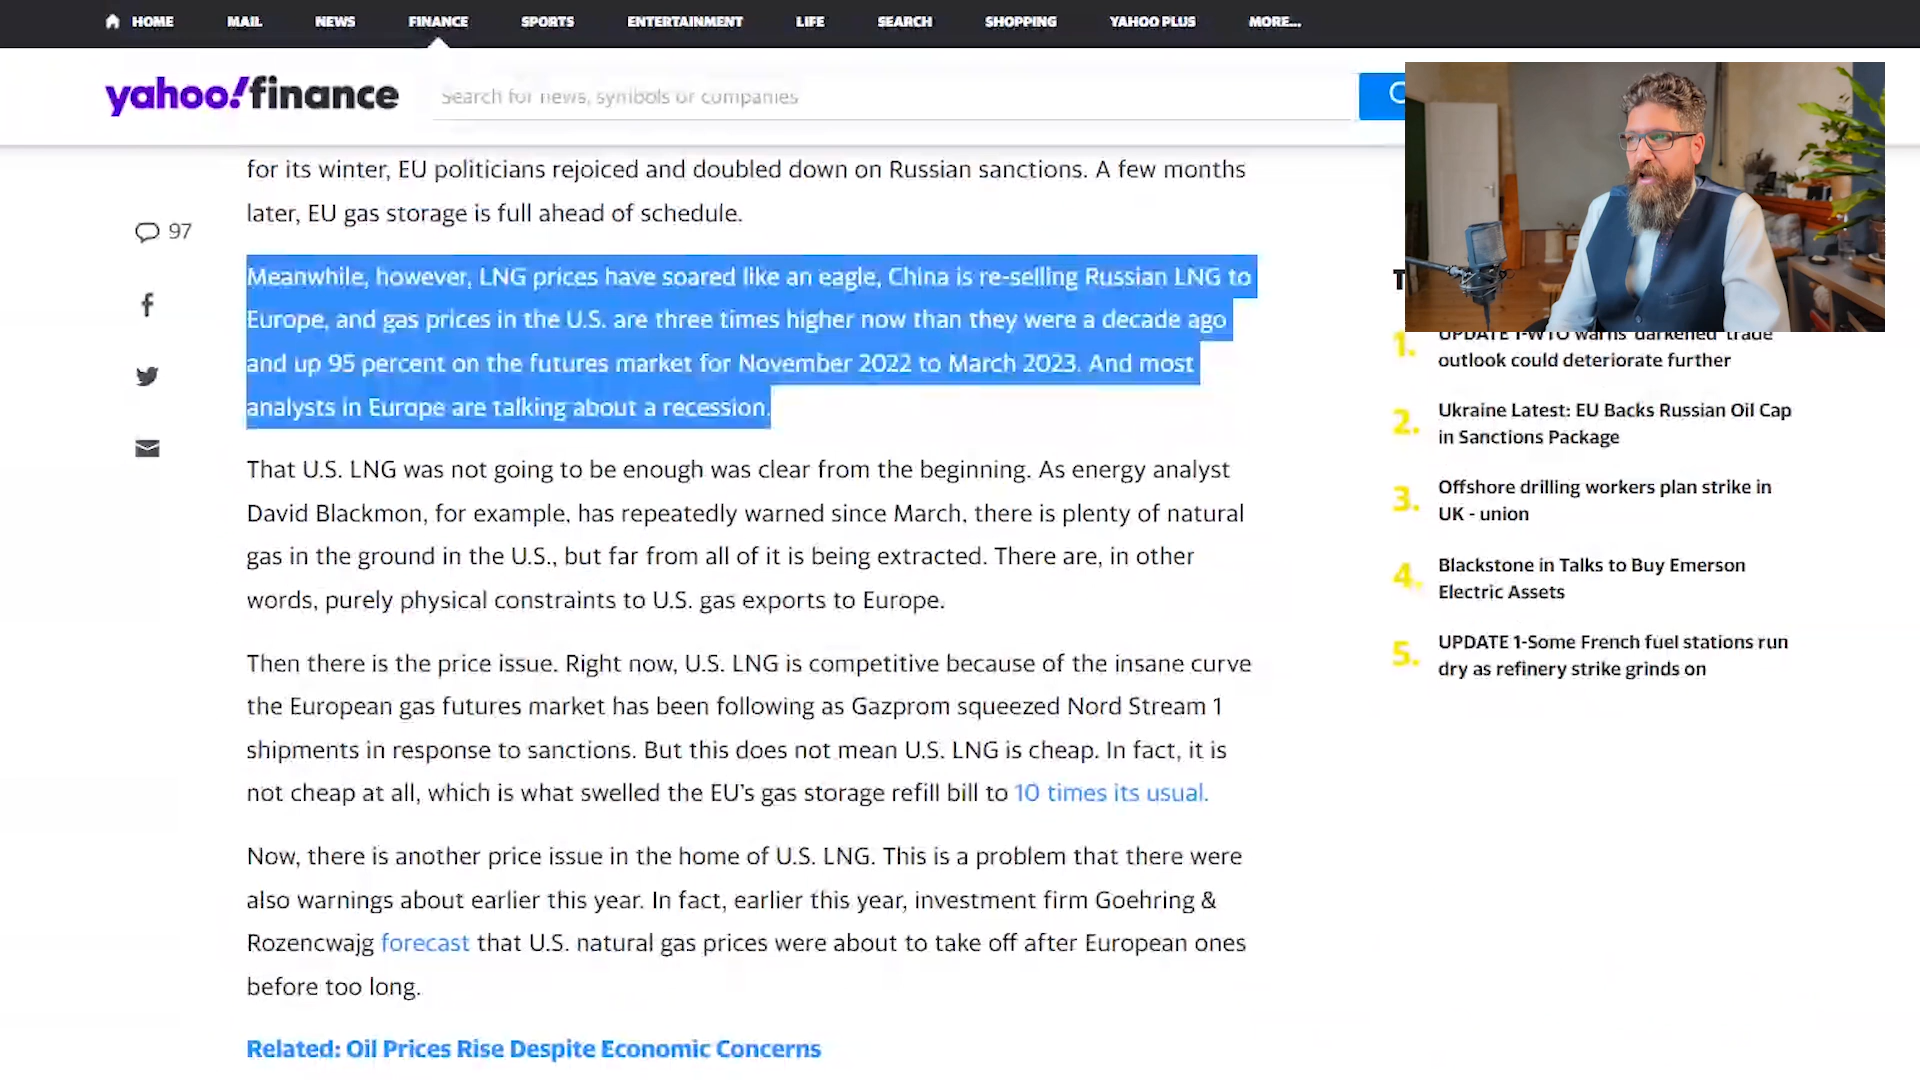 HOME MAIL NEWS FINANCE SPORTS ENTERTAINMENT LIFE SEARCH SHOPPING YAHOO PLUS MORE...
yahoo!finance
Search for news, symbols or companies
for its winter, EU politicians rejoiced and doubled down on Russian sanctions. A few months
later, EU gas storage is full ahead of schedule.
97
Meanwhile, however, LNG prices have soared like an eagle, China is re-selling Russian LNG to
Europe, and gas prices in the U.S. are three times higher now than they were a decade ago
and up 95 percent on the futures market for November 2022 to March 2023. And most
analysts in Europe are talking about a recession.
That U.S. LNG was not going to be enough was clear from the beginning. As energy analyst
David Blackmon, for example, has repeatedly warned since March, there is plenty of natural
gas in the ground in the U.S., but far from all of it is being extracted. There are, in other
words, purely physical constraints to U.S. gas exports to Europe.
Then there is the price issue. Right now, U.S. LNG is competitive because of the insane curve
the European gas futures market has been following as Gazprom squeezed Nord Stream 1
shipments in response to sanctions. But this does not mean U.S. LNG is cheap. In fact, it is
not cheap at all, which is what swelled the EU's gas storage refill bill to 10 times its usual.
Now, there is another price issue in the home of U.S. LNG. This is a problem that there were
also warnings about earlier this year. In fact, earlier this year, investment firm Goehring &
Rozencwajg forecast that U.S. natural gas prices were about to take off after European ones
before too long.
Related: Oil Prices Rise Despite Economic Concerns
1. UPDATE 1-WTO warns 'darkened' trade
outlook could deteriorate further
2. Ukraine Latest: EU Backs Russian Oil Cap
in Sanctions Package
3. Offshore drilling workers plan strike in
UK - union
4. Blackstone in Talks to Buy Emerson
Electric Assets
5. UPDATE 1-Some French fuel stations run
dry as refinery strike grinds on